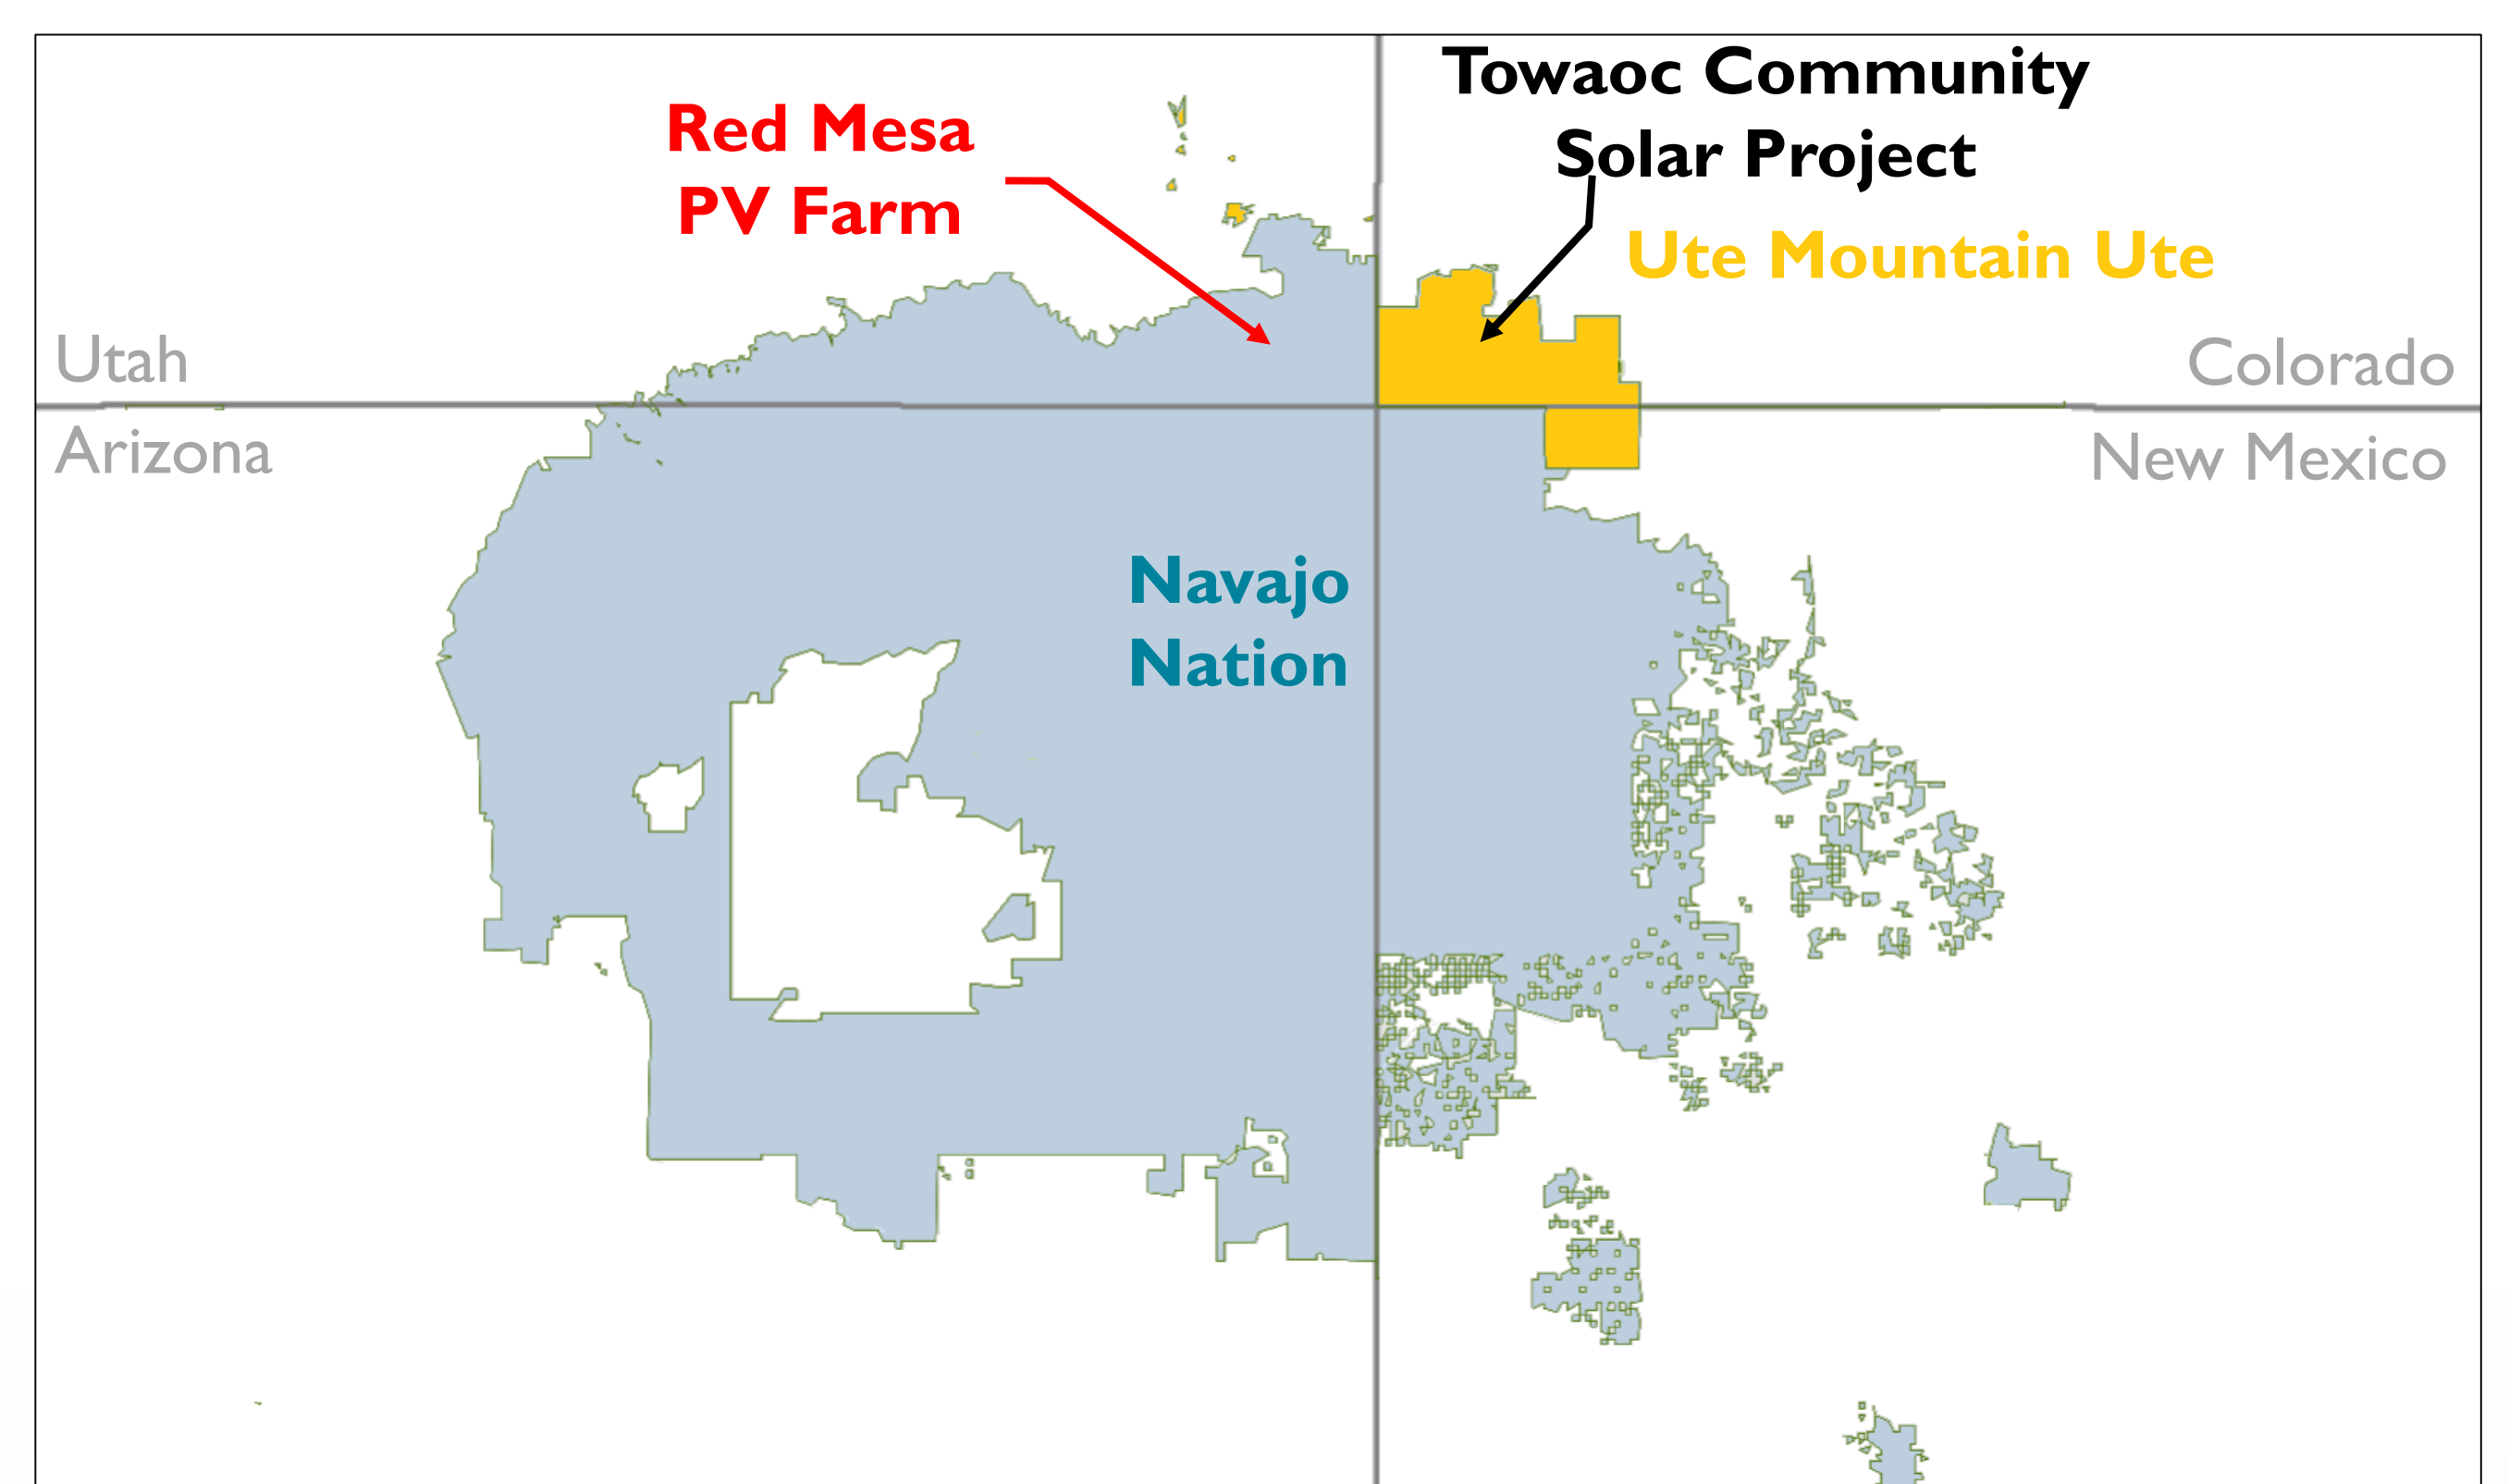 Towaoc Community
Solar Project
Red Mesa
PV Farm
Ute Mountain Ute
Utah
Colorado
Arizona
New Mexico
Navajo
Nation